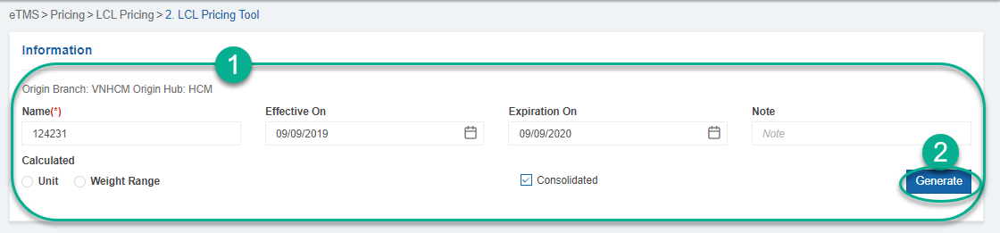 eTMS > Pricing > LCL Pricing > 2. LCL Pricing Tool
Information
1
Origin Branch: VNHCM Origin Hub: HCM
Name(*) Effective On Expiration On Note
124231 09/09/2019 09/09/2020 Note
Calculated
2
Unit Weight Range Consolidated Generate